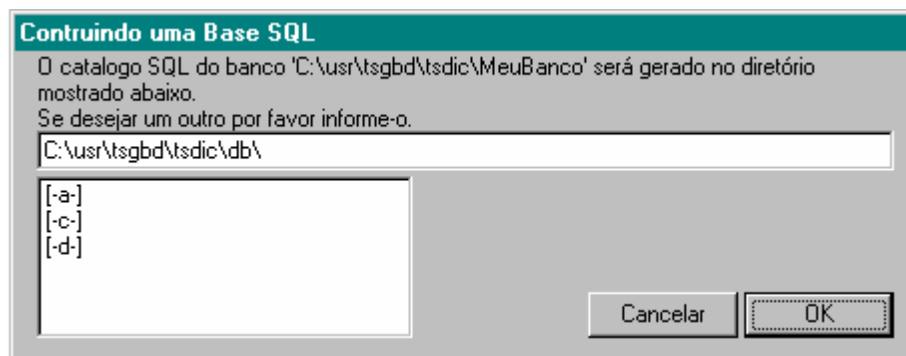 Contruindo uma Base SQL
O catalogo SQL do banco 'C:\usr\tsgbd\tsdic\MeuBanco' será gerado no diretório
mostrado abaixo.
Se desejar um outro por favor informe-o.
C:\usr\tsgbd\tsdic\db\
[-a-]
[-c-]
[-d-]
Cancelar
OK